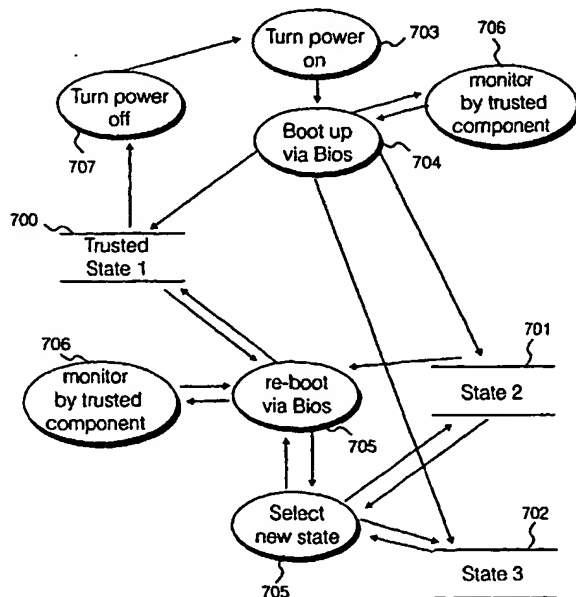 Turn power
on
703
706
monitor
by trusted
component
Turn power
off
707
Boot up
via Bios
704
700
Trusted
State 1
706
monitor
by trusted
component
re-boot
via Bios
705
701
State 2
Select
new state
705
702
State 3